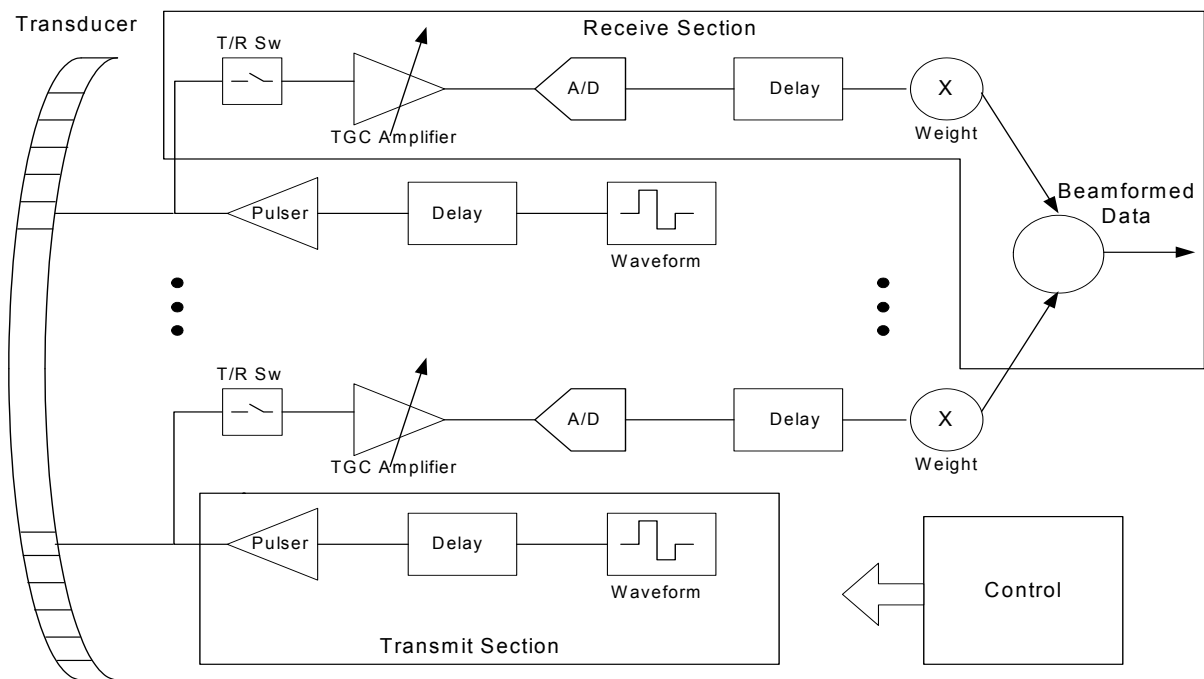 Transducer
Receive Section
T/R Sw
A/D
Delay
X
TGC Amplifier
Weight
Beamformed
Data
Pulser
Delay
Waveform
T/R Sw
A/D
Delay
X
TGC Amplifier
Weight
Pulser
Delay
Waveform
Control
Transmit Section